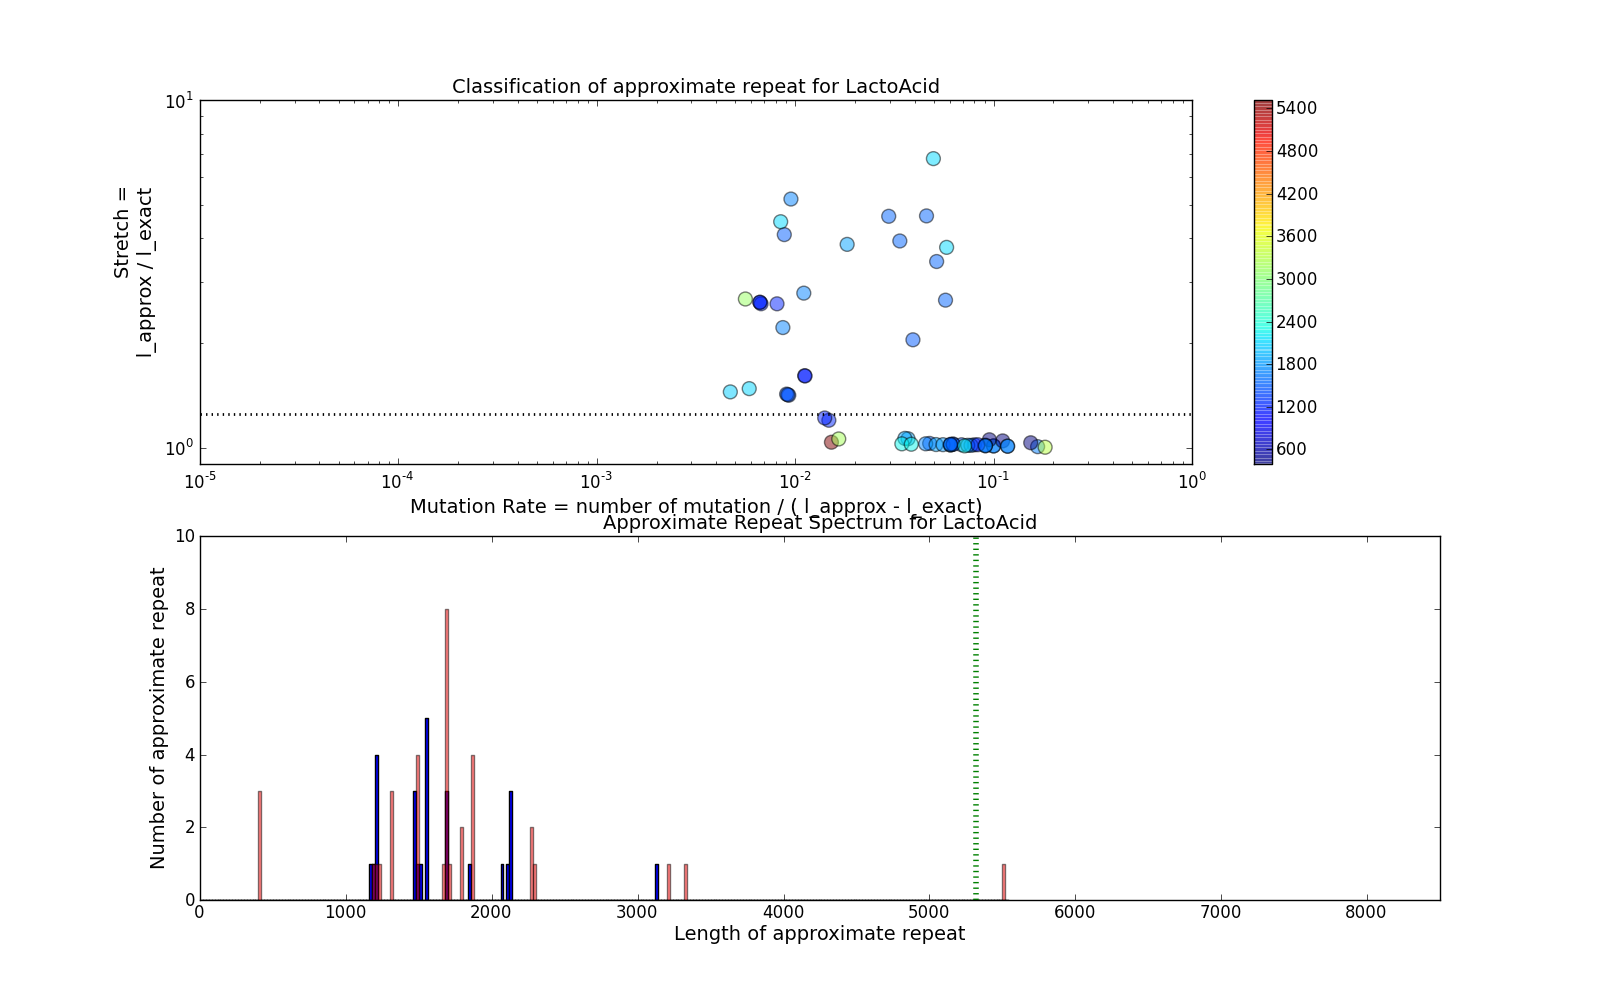 Classification of approximate repeat for LactoAcid
10^1
10^0
Stretch =
l_approx / l_exact
10^-5 10^-4 10^-3 10^-2 10^-1 10^0
Mutation Rate = number of mutation / ( l_approx - l_exact)
5400
4800
4200
3600
3000
2400
1800
1200
600
Approximate Repeat Spectrum for LactoAcid
10
8
6
4
2
0
Number of approximate repeat
0 1000 2000 3000 4000 5000 6000 7000 8000
Length of approximate repeat